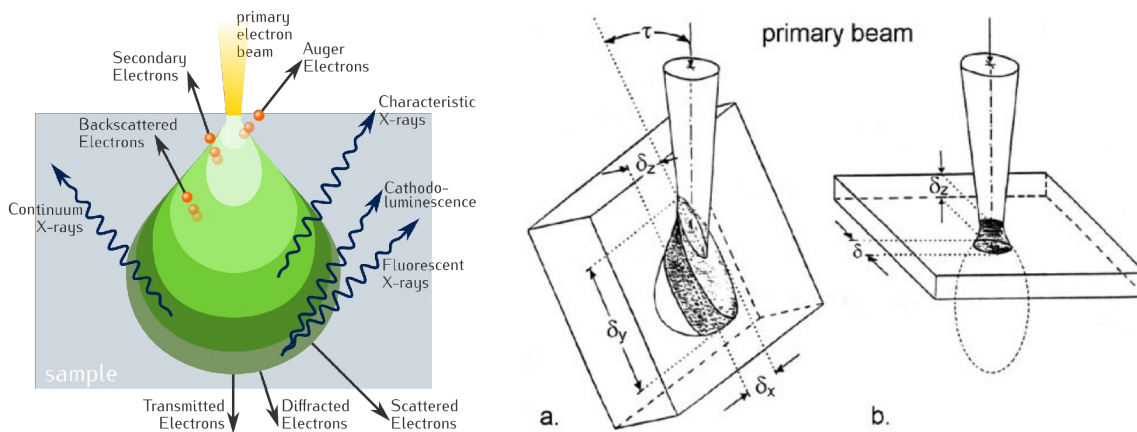 primary
electron
beam
Secondary
Electrons
Auger
Electrons
Backscattered
Electrons
Characteristic
X-rays
Continuum
X-rays
Cathodo-
luminescence
Fluorescent
X-rays
sample
Transmitted
Electrons
Diffracted
Electrons
Scattered
Electrons
τ
primary beam
δz
δy
δx
a.
δz
δ
b.